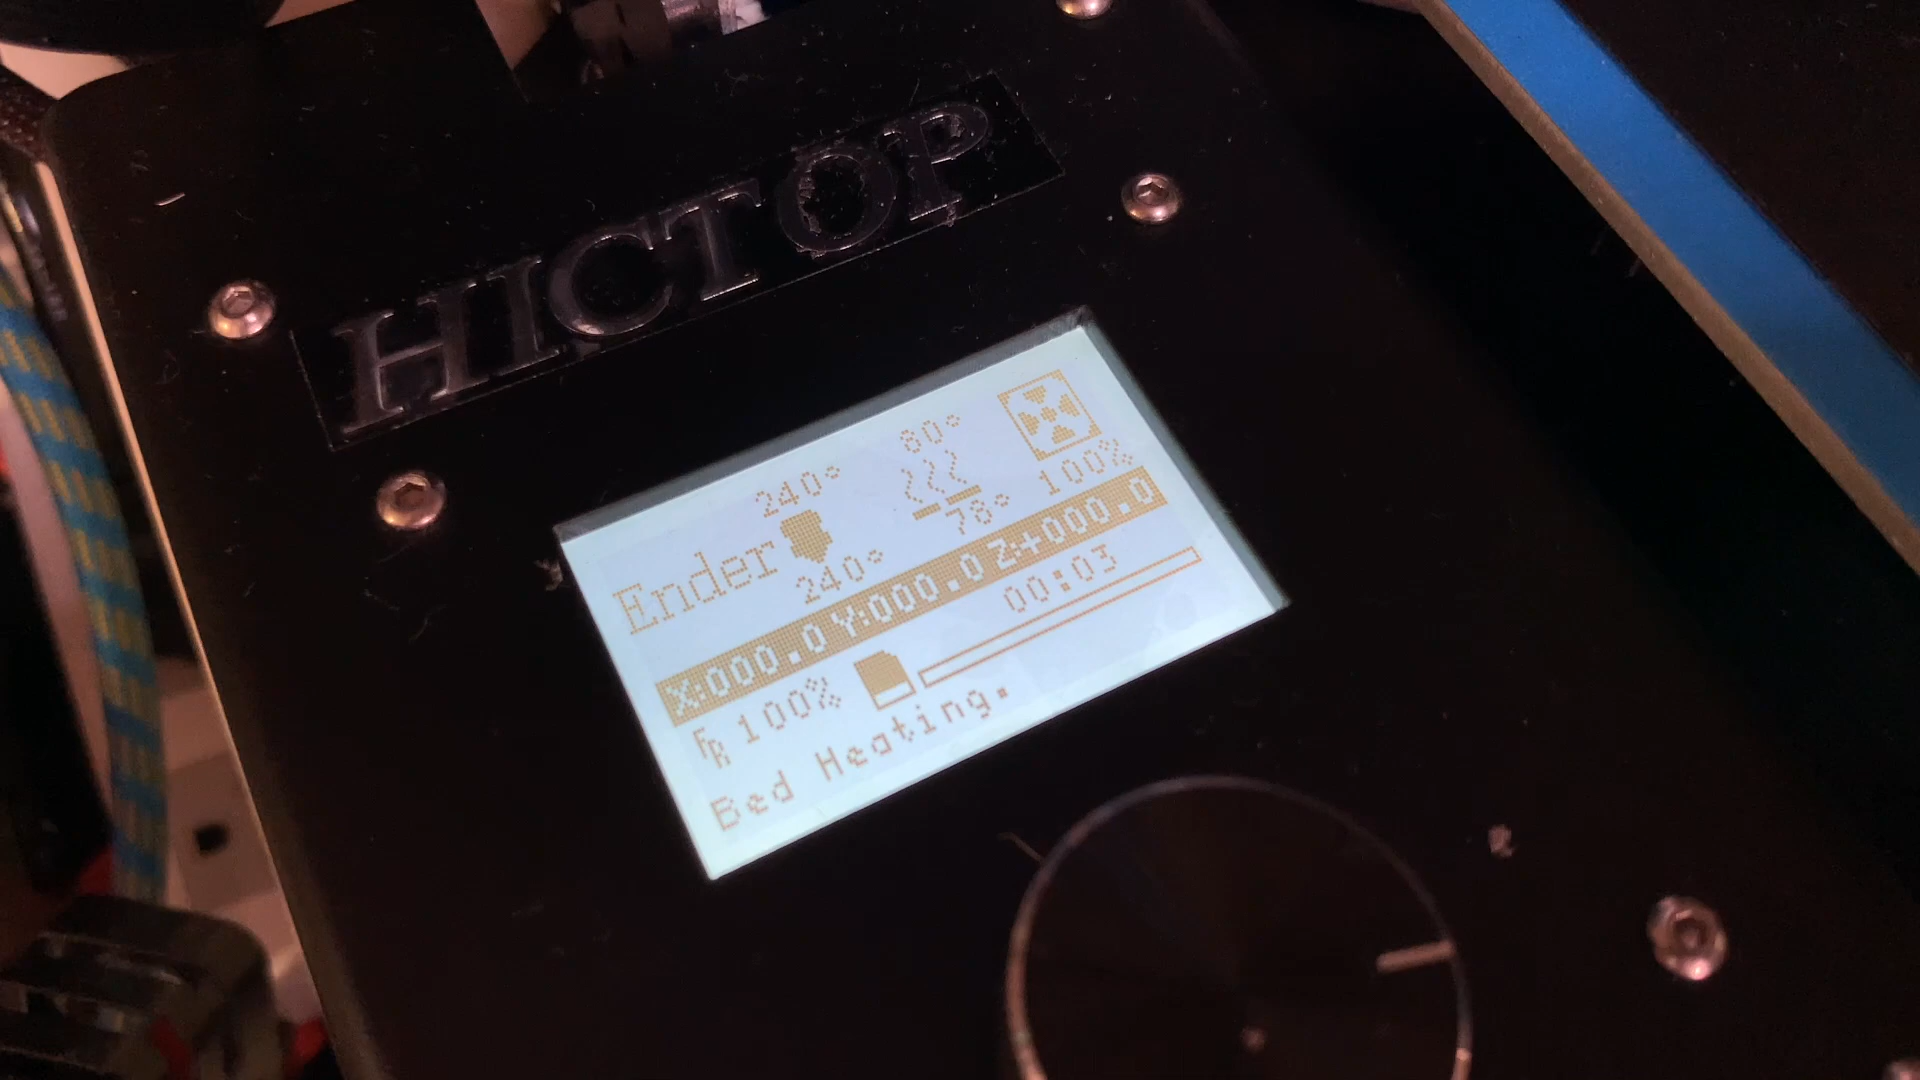 HICTOP
240° 80°
Ender
240° 78° 100%
X:000.0 Y:000.0 Z:+000.0
FR 100% 00:03
Bed Heating.